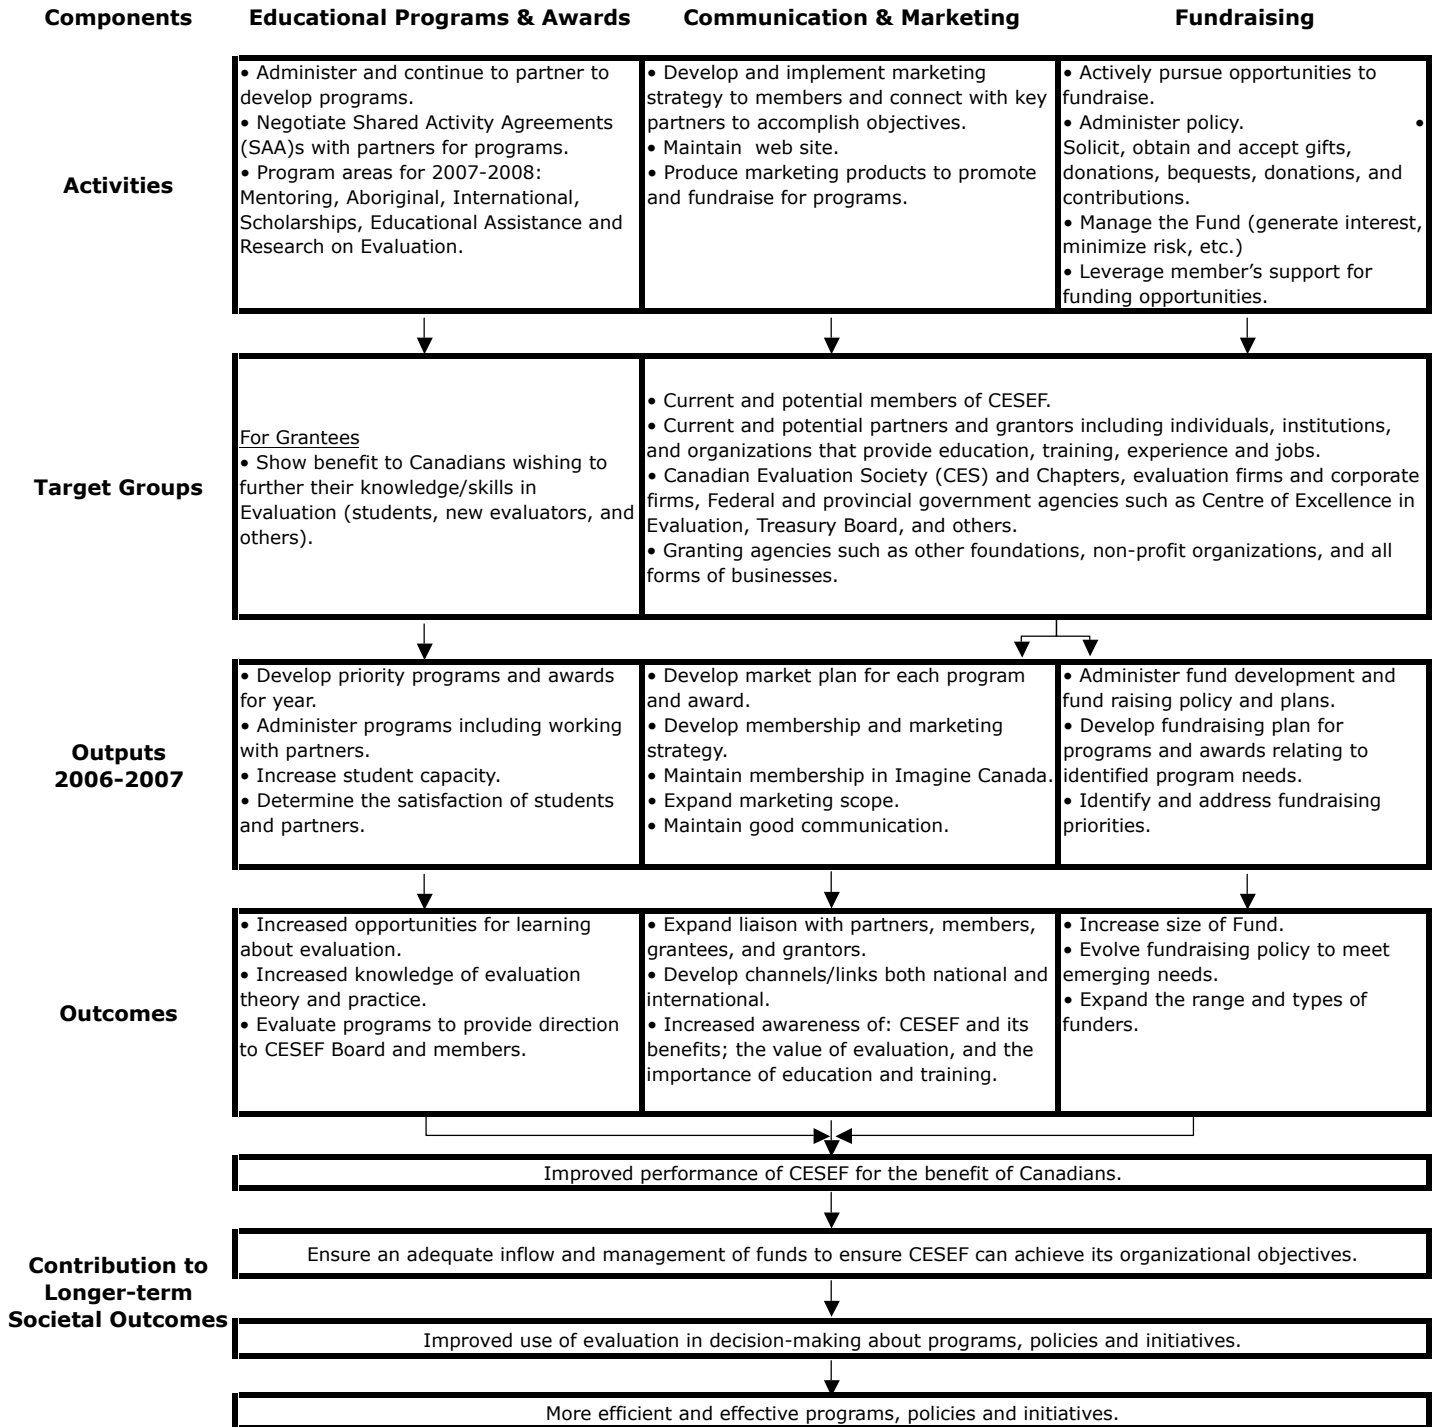 Components
Educational Programs & Awards
Communication & Marketing
Fundraising
Activities
• Administer and continue to partner to
develop programs.
• Negotiate Shared Activity Agreements
(SAA)s with partners for programs.
• Program areas for 2007-2008:
Mentoring, Aboriginal, International,
Scholarships, Educational Assistance and
Research on Evaluation.
• Develop and implement marketing
strategy to members and connect with key
partners to accomplish objectives.
• Maintain  web site.
• Produce marketing products to promote
and fundraise for programs.
• Actively pursue opportunities to
fundraise.
• Administer policy. •
Solicit, obtain and accept gifts,
donations, bequests, donations, and
contributions.
• Manage the Fund (generate interest,
minimize risk, etc.)
• Leverage member’s support for
funding opportunities.
Target Groups
For Grantees
• Show benefit to Canadians wishing to
further their knowledge/skills in
Evaluation (students, new evaluators, and
others).
• Current and potential members of CESEF.
• Current and potential partners and grantors including individuals, institutions,
and organizations that provide education, training, experience and jobs.
• Canadian Evaluation Society (CES) and Chapters, evaluation firms and corporate
firms, Federal and provincial government agencies such as Centre of Excellence in
Evaluation, Treasury Board, and others.
• Granting agencies such as other foundations, non-profit organizations, and all
forms of businesses.
Outputs
2006-2007
• Develop priority programs and awards
for year.
• Administer programs including working
with partners.
• Increase student capacity.
• Determine the satisfaction of students
and partners.
• Develop market plan for each program
and award.
• Develop membership and marketing
strategy.
• Maintain membership in Imagine Canada.
• Expand marketing scope.
• Maintain good communication.
• Administer fund development and
fund raising policy and plans.
• Develop fundraising plan for
programs and awards relating to
identified program needs.
• Identify and address fundraising
priorities.
Outcomes
• Increased opportunities for learning
about evaluation.
• Increased knowledge of evaluation
theory and practice.
• Evaluate programs to provide direction
to CESEF Board and members.
• Expand liaison with partners, members,
grantees, and grantors.
• Develop channels/links both national and
international.
• Increased awareness of: CESEF and its
benefits; the value of evaluation, and the
importance of education and training.
• Increase size of Fund.
• Evolve fundraising policy to meet
emerging needs.
• Expand the range and types of
funders.
Improved performance of CESEF for the benefit of Canadians.
Contribution to
Longer-term
Societal Outcomes
Ensure an adequate inflow and management of funds to ensure CESEF can achieve its organizational objectives.
Improved use of evaluation in decision-making about programs, policies and initiatives.
More efficient and effective programs, policies and initiatives.